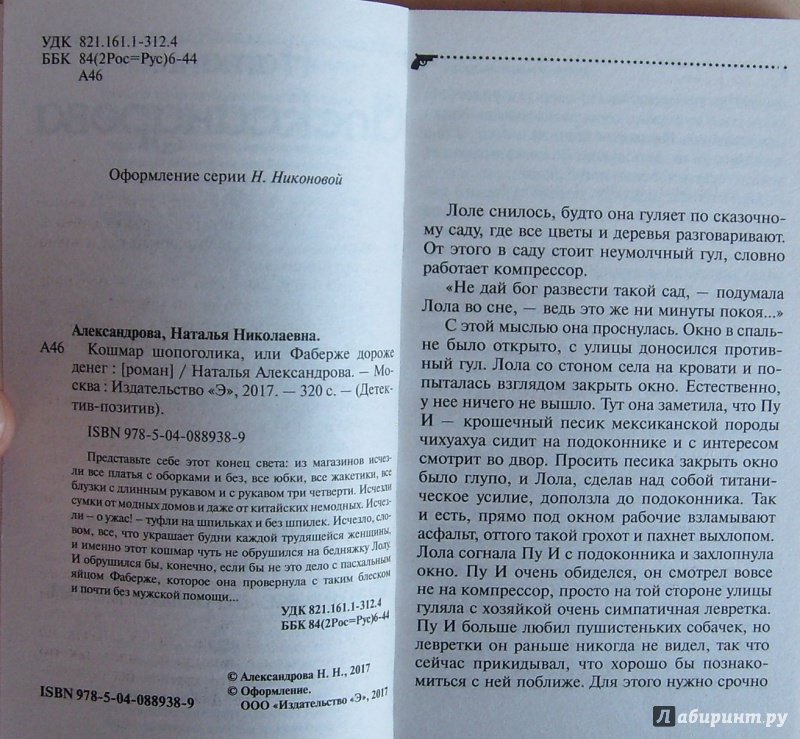 УДК 821.161.1-312.4
ББК 84(2Рос=Рус)6-44
А46
Оформление серии Н. Никоновой
Александрова, Наталья Николаевна.
А46 Кошмар шопоголика, или Фаберже дороже
денег : [роман] / Наталья Александрова. — Мо-
сква : Издательство «Э», 2017. — 320 с. — (Детек-
тив-позитив).
ISBN 978-5-04-088938-9
Представьте себе этот конец света: из магазинов исчез-
ли все платья с оборками и без, все юбки, все жакетики, все
блузки с длинным рукавом и с рукавом три четверти. Исчезли
сумки от модных домов и даже от китайских немодных. Исчез-
ли – о ужас! – туфли на шпильках и без шпилек. Исчезло, сло-
вом, все, что украшает будни каждой трудящейся женщины,
и именно этот кошмар чуть не обрушился на бедняжку Лолу.
И обрушился бы, конечно, если бы не это дело с пасхальным
яйцом Фаберже, которое она провернула с таким блеском
и почти без мужской помощи...
УДК 821.161.1-312.4
ББК 84(2Рос=Рус)6-44
© Александрова Н. Н., 2017
© Оформление.
ООО «Издательство «Э», 2017
ISBN 978-5-04-088938-9
Лоле снилось, будто она гуляет по сказочно-
му саду, где все цветы и деревья разговаривают.
От этого в саду стоит неумолчный гул, словно
работает компрессор.
«Не дай бог развести такой сад, — подумала
Лола во сне, — ведь это же ни минуты покоя...»
С этой мыслью она проснулась. Окно в спаль-
не было открыто, с улицы доносился против-
ный гул. Лола со стоном села на кровати и по-
пыталась взглядом закрыть окно. Естественно,
у нее ничего не вышло. Тут она заметила, что Пу
И — крошечный песик мексиканской породы
чихуахуа сидит на подоконнике и с интересом
смотрит во двор. Просить песика закрыть окно
было глупо, и Лола, сделав над собой титани-
ческое усилие, доползла до подоконника. Так
и есть, прямо под окном рабочие взламывают
асфальт, оттого такой грохот и пахнет выхлопом.
Лола согнала Пу И с подоконника и захлопнула
окно. Пу И очень обиделся, он смотрел вовсе
не на компрессор, просто на той стороне улицы
гуляла с хозяйкой очень симпатичная левретка.
Пу И больше любил пушистеньких собачек, но
левретки он раньше никогда не видел, так что
сейчас прикидывал, что хорошо бы познако-
миться с ней поближе. Для этого нужно срочно
Лабиринт.ру